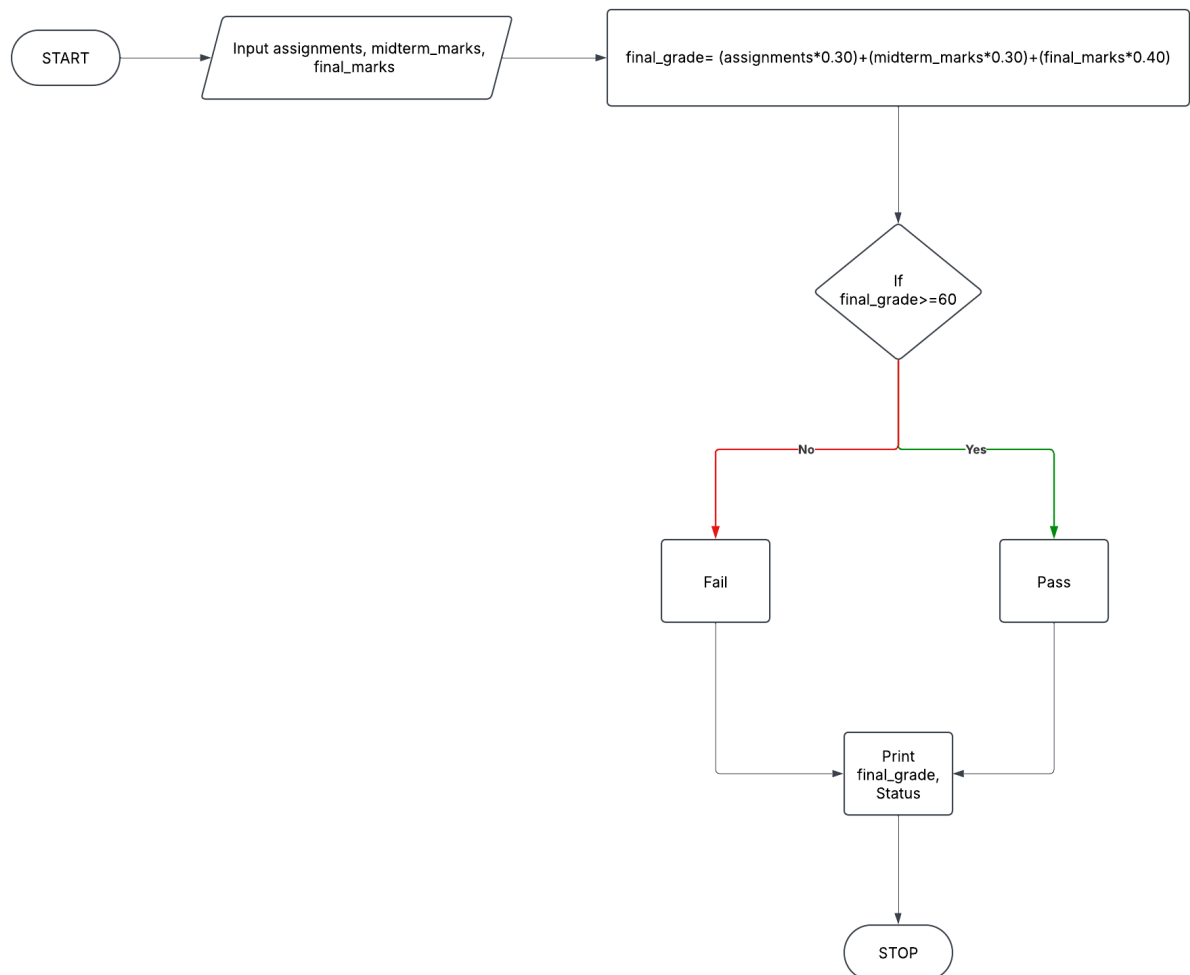 START
Input assignments, midterm_marks,
final_marks
final_grade= (assignments*0.30)+(midterm_marks*0.30)+(final_marks*0.40)
If
final_grade>=60
No
Yes
Fail
Pass
Print
final_grade,
Status
STOP